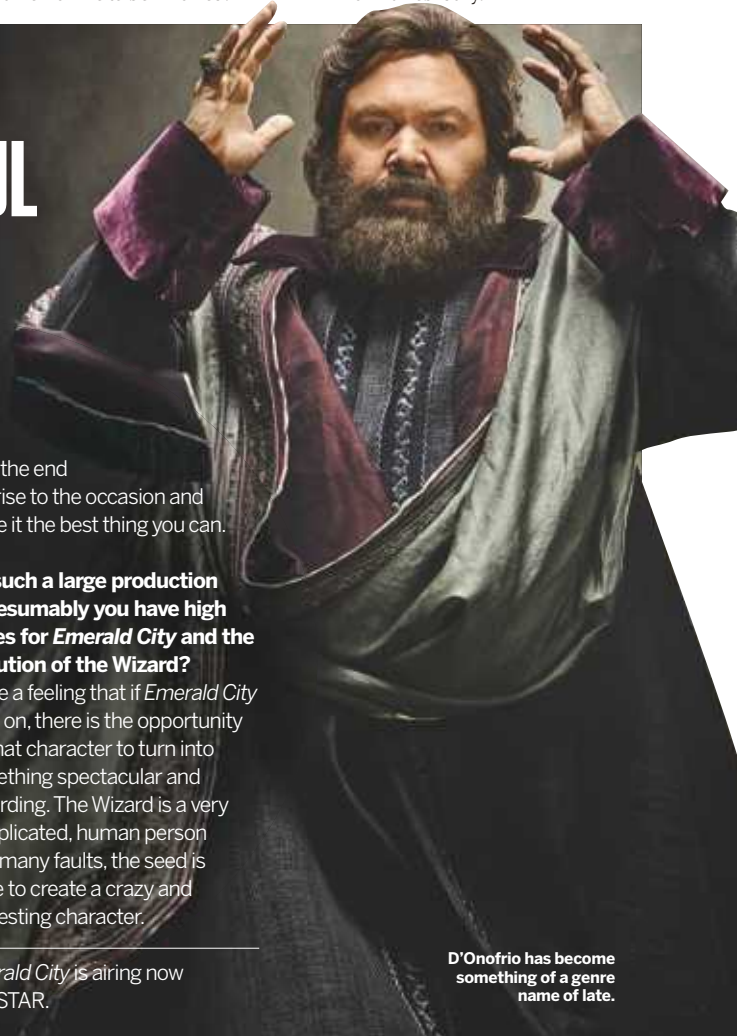 UL
the end
rise to the occasion and
e it the best thing you can.
such a large production
esumably you have high
es for Emerald City and the
ution of the Wizard?
e a feeling that if Emerald City
on, there is the opportunity
hat character to turn into
ething spectacular and
rding. The Wizard is a very
plicated, human person
many faults, the seed is
e to create a crazy and
esting character.
rald City is airing now
STAR.
D'Onofrio has become
something of a genre
name of late.